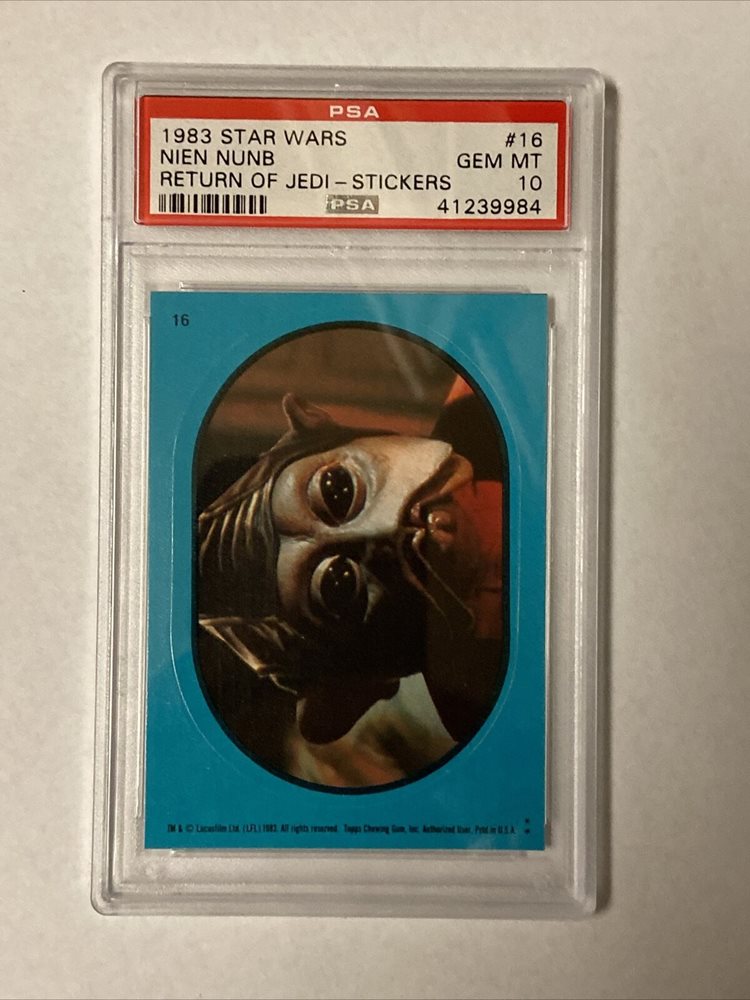 PSA
1983 STAR WARS #16
NIEN NUNB GEM MT
RETURN OF JEDI – STICKERS 10
PSA 41239984
16
TM & © Lucasfilm Ltd. (LFL) 1983. All rights reserved. Topps Chewing Gum, Inc. Authorized User, Prtd in U.S.A. **